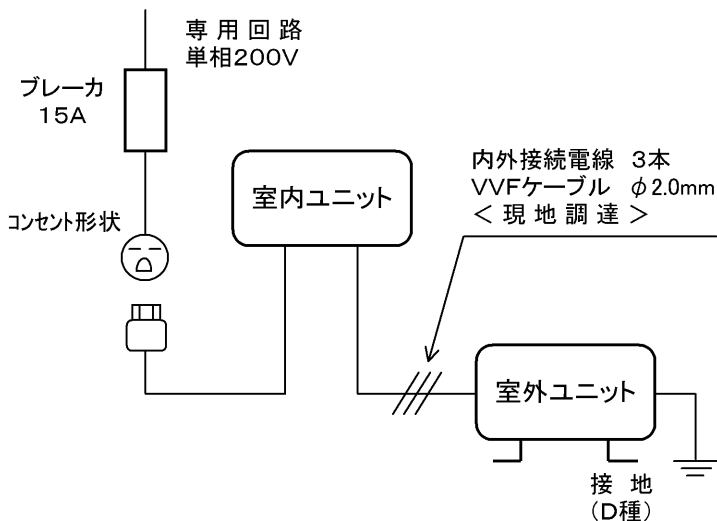 専用回路
単相200V
ブレーカ
15A
コンセント形状
室内ユニット
内外接続電線 3本
VVFケーブル φ2.0mm
＜現地調達＞
室外ユニット
接地
（D種）